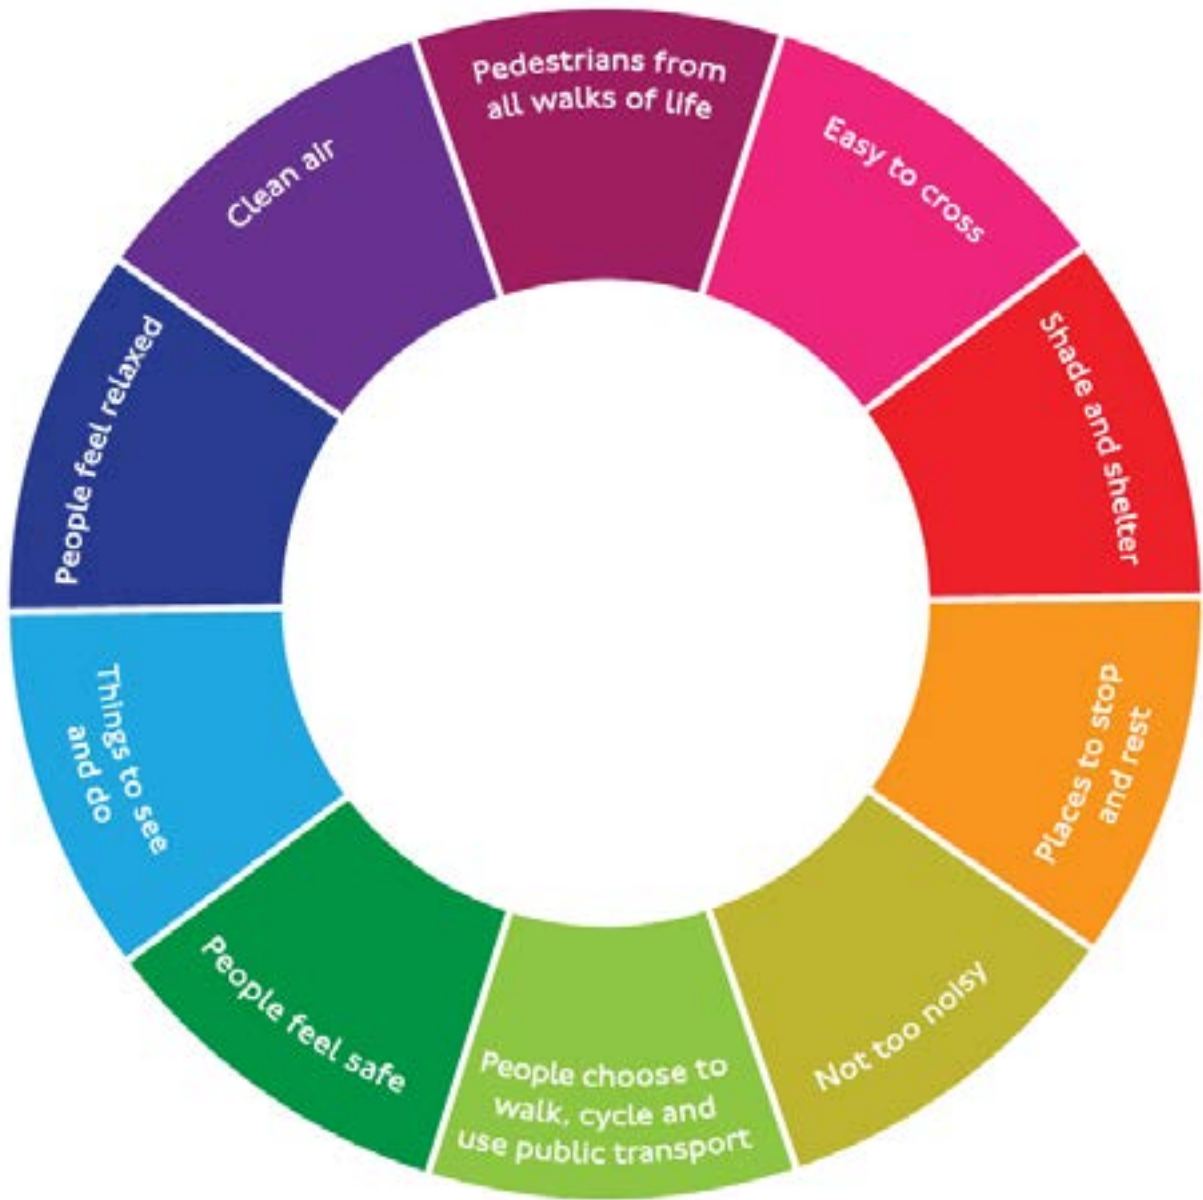 Pedestrians from
all walks of life
Easy to cross
Shade and shelter
Places to stop
and rest
Not too noisy
People choose to
walk, cycle and
use public transport
People feel safe
Things to see
and do
People feel relaxed
Clean air